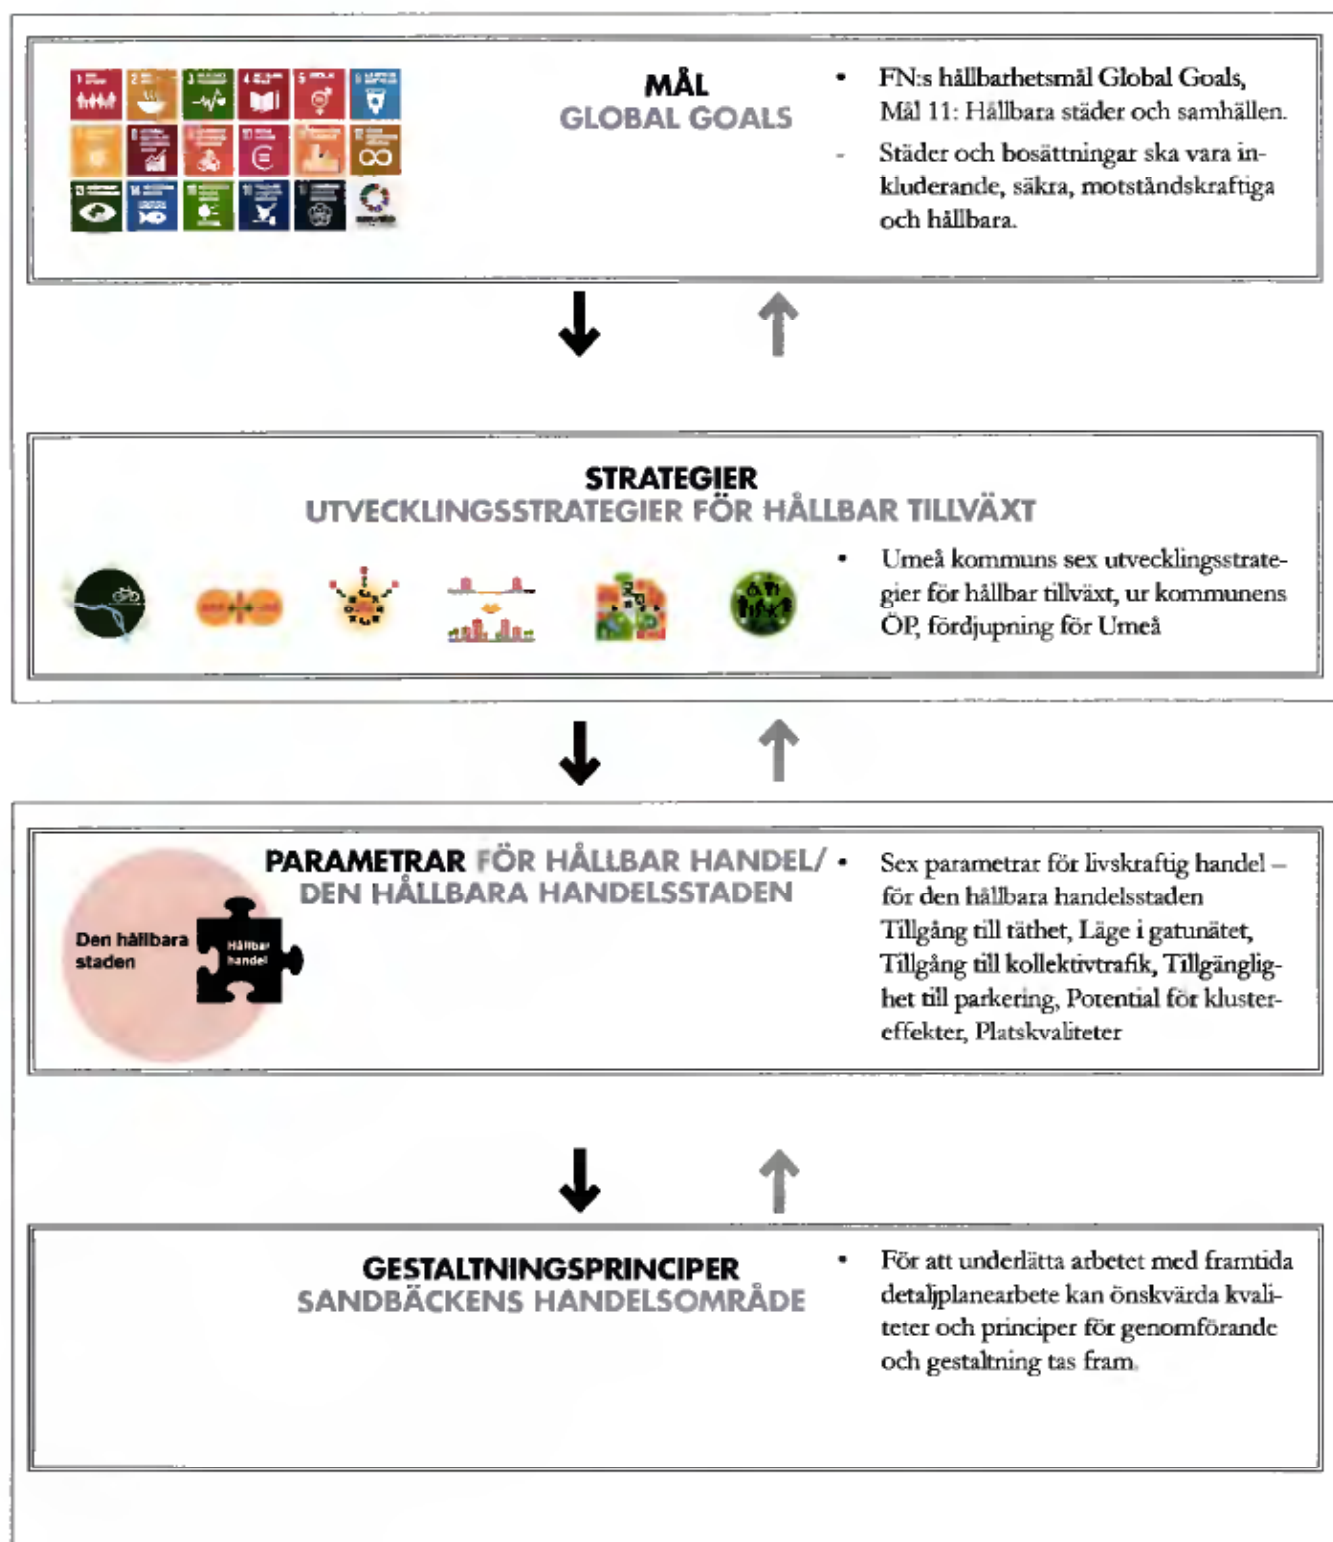 MÅL
GLOBAL GOALS
• FN:s hållbarhetsmål Global Goals,
Mål 11: Hållbara städer och samhällen.
- Städer och bosättningar ska vara in-
kluderande, säkra, motståndskraftiga
och hållbara.
STRATEGIER
UTVECKLINGSSTRATEGIER FÖR HÅLLBAR TILLVÄXT
• Umeå kommuns sex utvecklingsstrate-
gier för hållbar tillväxt, ur kommunens
ÖP, fördjupning för Umeå
PARAMETRAR FÖR HÅLLBAR HANDEL/
DEN HÅLLBARA HANDELSSTADEN
Den hållbara
staden
Hållbar
handel
• Sex parametrar för livskraftig handel –
för den hållbara handelsstaden
Tillgång till täthet, Läge i gatunätet,
Tillgång till kollektivtrafik, Tillgänglig-
het till parkering, Potential för kluster-
effekter, Platskvaliteter
GESTALTNINGSPRINCIPER
SANDBÄCKENS HANDELSOMRÅDE
• För att underlätta arbetet med framtida
detaljplanearbete kan önskvärda kvali-
teter och principer för genomförande
och gestaltning tas fram.